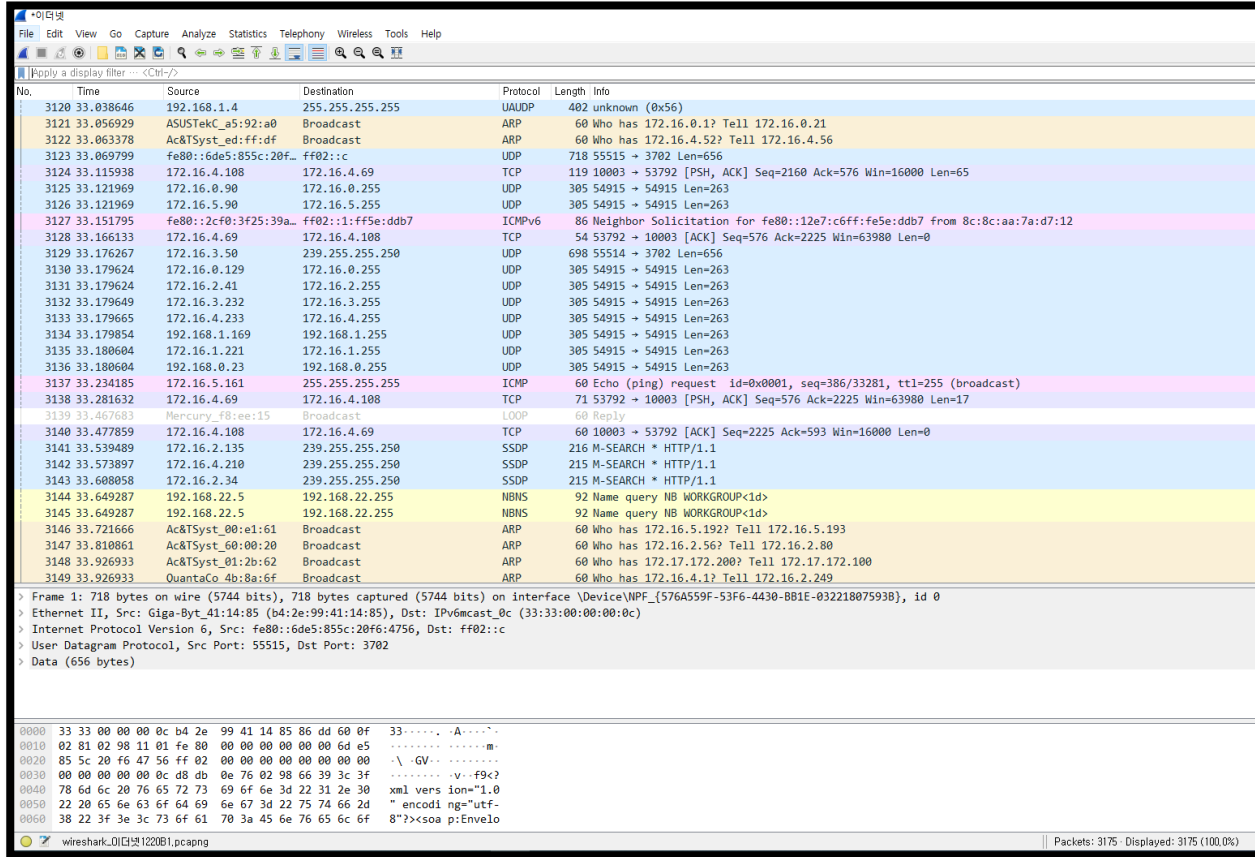 *이더넷
File Edit View Go Capture Analyze Statistics Telephony Wireless Tools Help
Apply a display filter ... <Ctrl-/>
No. Time Source Destination Protocol Length Info
3120 33.038646 192.168.1.4 255.255.255.255 UAUDP 402 unknown (0x56)
3121 33.056929 ASUSTekC_a5:92:a0 Broadcast ARP 60 Who has 172.16.0.1? Tell 172.16.0.21
3122 33.063378 Ac&TSyst_ed:ff:df Broadcast ARP 60 Who has 172.16.4.52? Tell 172.16.4.56
3123 33.069799 fe80::6de5:855c:20f… ff02::c UDP 718 55515 → 3702 Len=656
3124 33.115938 172.16.4.108 172.16.4.69 TCP 119 10003 → 53792 [PSH, ACK] Seq=2160 Ack=576 Win=16000 Len=65
3125 33.121969 172.16.0.90 172.16.0.255 UDP 305 54915 → 54915 Len=263
3126 33.121969 172.16.5.90 172.16.5.255 UDP 305 54915 → 54915 Len=263
3127 33.151795 fe80::2cf0:3f25:39a… ff02::1:ff5e:ddb7 ICMPv6 86 Neighbor Solicitation for fe80::12e7:c6ff:fe5e:ddb7 from 8c:8c:aa:7a:d7:12
3128 33.166133 172.16.4.69 172.16.4.108 TCP 54 53792 → 10003 [ACK] Seq=576 Ack=2225 Win=63980 Len=0
3129 33.176267 172.16.3.50 239.255.255.250 UDP 698 55514 → 3702 Len=656
3130 33.179624 172.16.0.129 172.16.0.255 UDP 305 54915 → 54915 Len=263
3131 33.179624 172.16.2.41 172.16.2.255 UDP 305 54915 → 54915 Len=263
3132 33.179649 172.16.3.232 172.16.3.255 UDP 305 54915 → 54915 Len=263
3133 33.179665 172.16.4.233 172.16.4.255 UDP 305 54915 → 54915 Len=263
3134 33.179854 192.168.1.169 192.168.1.255 UDP 305 54915 → 54915 Len=263
3135 33.180604 172.16.1.221 172.16.1.255 UDP 305 54915 → 54915 Len=263
3136 33.180604 192.168.0.23 192.168.0.255 UDP 305 54915 → 54915 Len=263
3137 33.234185 172.16.5.161 255.255.255.255 ICMP 60 Echo (ping) request id=0x0001, seq=386/33281, ttl=255 (broadcast)
3138 33.281632 172.16.4.69 172.16.4.108 TCP 71 53792 → 10003 [PSH, ACK] Seq=576 Ack=2225 Win=63980 Len=17
3139 33.467683 Mercury_f8:ee:15 Broadcast LOOP 60 Reply
3140 33.477859 172.16.4.108 172.16.4.69 TCP 60 10003 → 53792 [ACK] Seq=2225 Ack=593 Win=16000 Len=0
3141 33.539489 172.16.2.135 239.255.255.250 SSDP 216 M-SEARCH * HTTP/1.1
3142 33.573897 172.16.4.210 239.255.255.250 SSDP 215 M-SEARCH * HTTP/1.1
3143 33.608058 172.16.2.34 239.255.255.250 SSDP 215 M-SEARCH * HTTP/1.1
3144 33.649287 192.168.22.5 192.168.22.255 NBNS 92 Name query NB WORKGROUP<1d>
3145 33.649287 192.168.22.5 192.168.22.255 NBNS 92 Name query NB WORKGROUP<1d>
3146 33.721666 Ac&TSyst_00:e1:61 Broadcast ARP 60 Who has 172.16.5.192? Tell 172.16.5.193
3147 33.810861 Ac&TSyst_60:00:20 Broadcast ARP 60 Who has 172.16.2.56? Tell 172.16.2.80
3148 33.926933 Ac&TSyst_01:2b:62 Broadcast ARP 60 Who has 172.17.172.200? Tell 172.17.172.100
3149 33.926933 QuantaCo_4b:8a:6f Broadcast ARP 60 Who has 172.16.4.1? Tell 172.16.2.249
> Frame 1: 718 bytes on wire (5744 bits), 718 bytes captured (5744 bits) on interface \Device\NPF_{576A559F-53F6-4430-BB1E-03221807593B}, id 0
> Ethernet II, Src: Giga-Byt_41:14:85 (b4:2e:99:41:14:85), Dst: IPv6mcast_0c (33:33:00:00:00:0c)
> Internet Protocol Version 6, Src: fe80::6de5:855c:20f6:4756, Dst: ff02::c
> User Datagram Protocol, Src Port: 55515, Dst Port: 3702
> Data (656 bytes)
0000 33 33 00 00 00 0c b4 2e 99 41 14 85 86 dd 60 0f 33·····. ·A····`·
0010 02 81 02 98 11 01 fe 80 00 00 00 00 00 00 6d e5 ········ ······m·
0020 85 5c 20 f6 47 56 ff 02 00 00 00 00 00 00 00 00 ·\ ·GV·· ········
0030 00 00 00 00 00 0c d8 db 0e 76 02 98 66 39 3c 3f ········ ·v··f9<?
0040 78 6d 6c 20 76 65 72 73 69 6f 6e 3d 22 31 2e 30 xml vers ion="1.0
0050 22 20 65 6e 63 6f 64 69 6e 67 3d 22 75 74 66 2d " encodi ng="utf-
0060 38 22 3f 3e 3c 73 6f 61 70 3a 45 6e 76 65 6c 6f 8"?><soa p:Envelo
wireshark_이더넷1220B1.pcapng Packets: 3175 · Displayed: 3175 (100.0%)